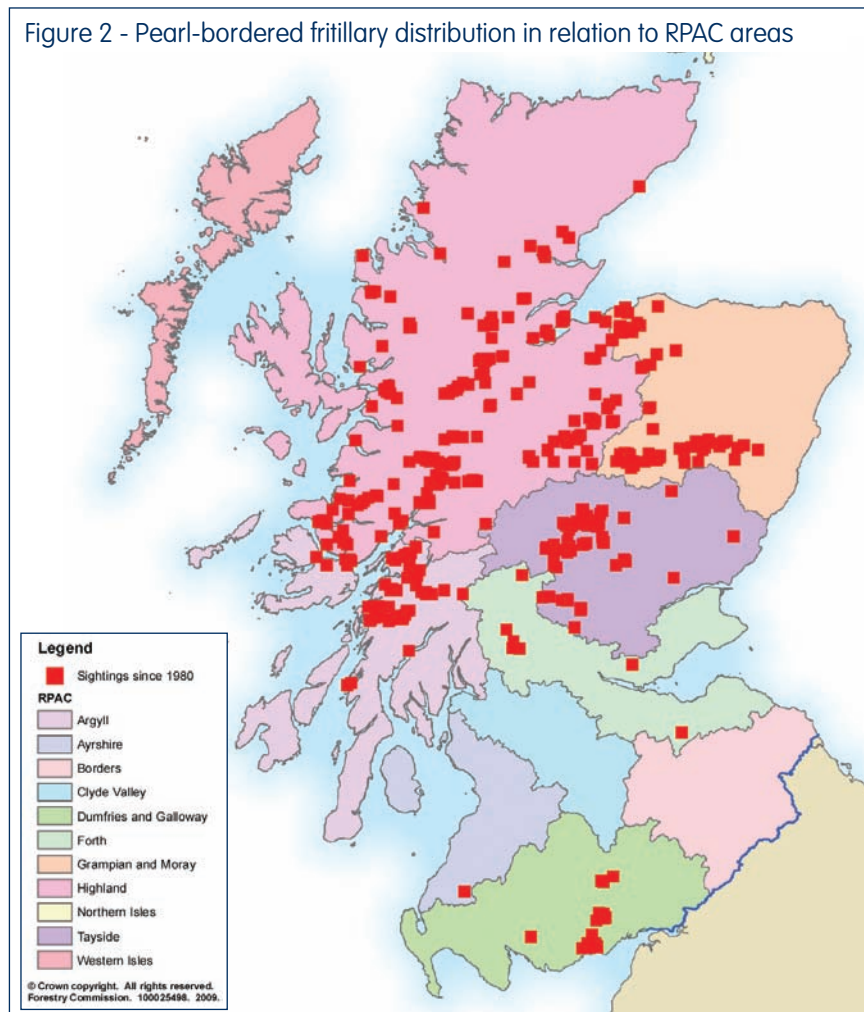 Figure 2 - Pearl-bordered fritillary distribution in relation to RPAC areas
Legend
Sightings since 1980
RPAC
Argyll
Ayrshire
Borders
Clyde Valley
Dumfries and Galloway
Forth
Grampian and Moray
Highland
Northern Isles
Tayside
Western Isles
© Crown copyright. All rights reserved.
Forestry Commission. 100025498. 2009.